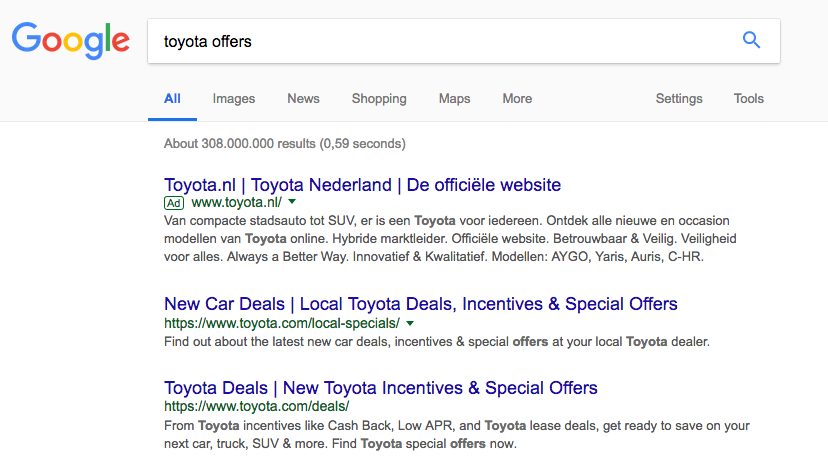 Google
toyota offers
All Images News Shopping Maps More Settings Tools
About 308.000.000 results (0,59 seconds)
Toyota.nl | Toyota Nederland | De officiële website
Ad www.toyota.nl/
Van compacte stadsauto tot SUV, er is een Toyota voor iedereen. Ontdek alle nieuwe en occasion
modellen van Toyota online. Hybride marktleider. Officiële website. Betrouwbaar & Veilig. Veiligheid
voor alles. Always a Better Way. Innovatief & Kwalitatief. Modellen: AYGO, Yaris, Auris, C-HR.
New Car Deals | Local Toyota Deals, Incentives & Special Offers
https://www.toyota.com/local-specials/
Find out about the latest new car deals, incentives & special offers at your local Toyota dealer.
Toyota Deals | New Toyota Incentives & Special Offers
https://www.toyota.com/deals/
From Toyota incentives like Cash Back, Low APR, and Toyota lease deals, get ready to save on your
next car, truck, SUV & more. Find Toyota special offers now.